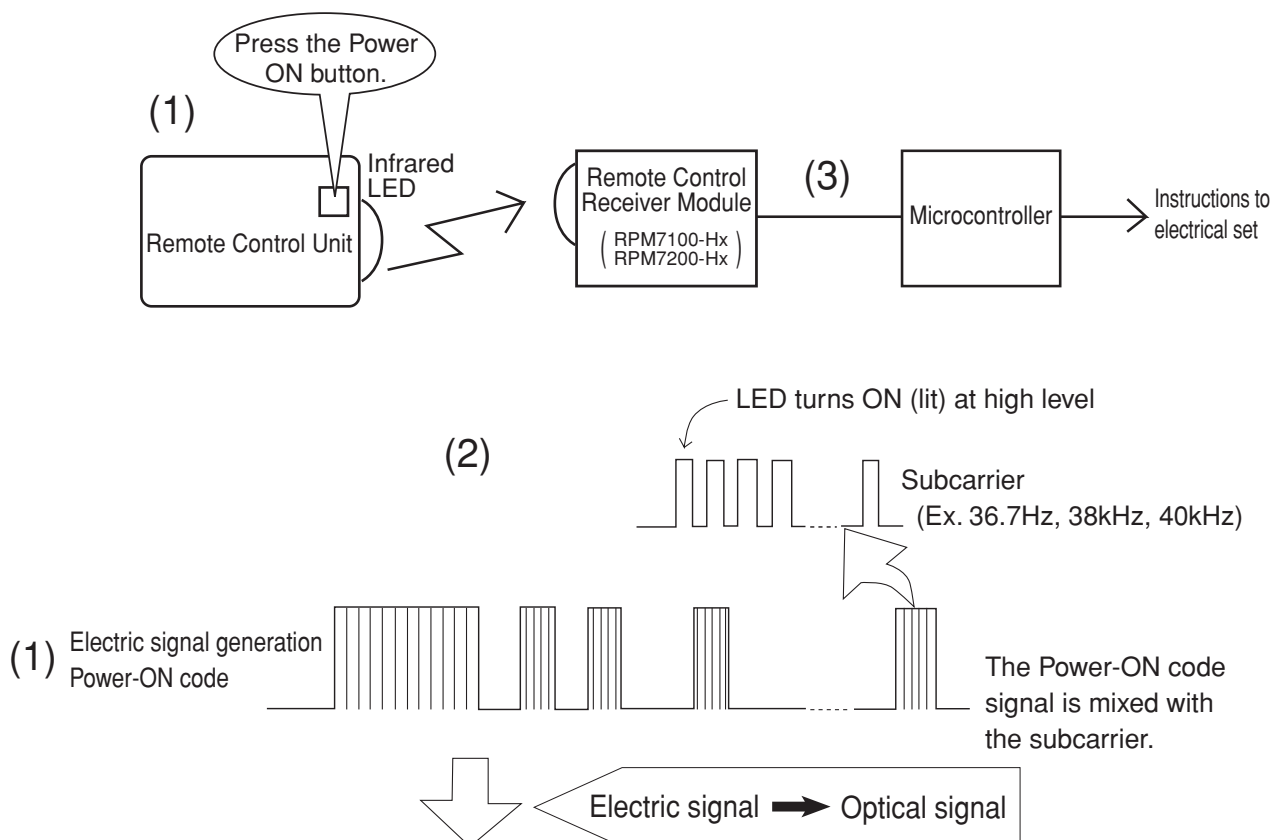 Press the Power
ON button.
(1)
Infrared
LED
Remote Control Unit
Remote Control
Receiver Module
( RPM7100-Hx
RPM7200-Hx )
(3)
Microcontroller
Instructions to
electrical set
LED turns ON (lit) at high level
(2)
Subcarrier
(Ex. 36.7Hz, 38kHz, 40kHz)
(1) Electric signal generation
Power-ON code
The Power-ON code
signal is mixed with
the subcarrier.
Electric signal ➡ Optical signal